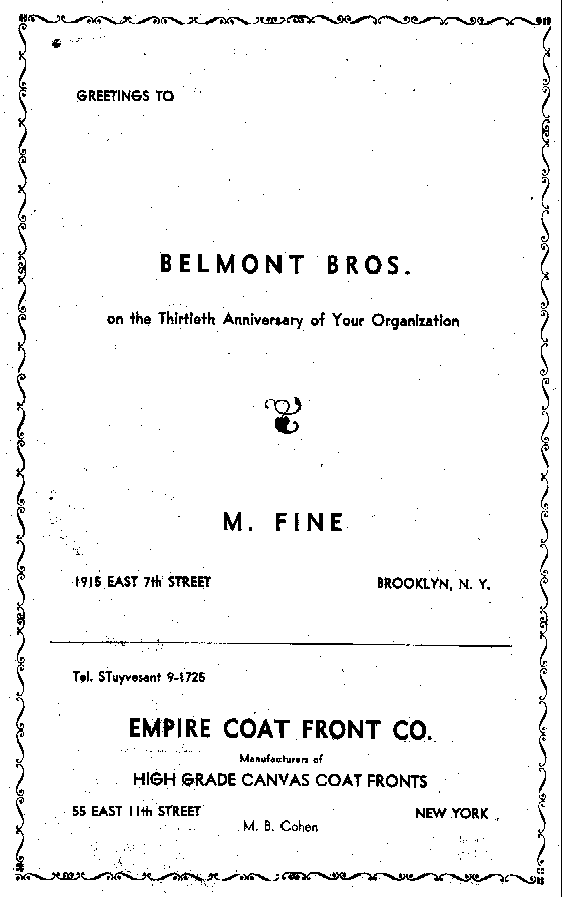 GREETINGS TO
BELMONT BROS.
on the Thirtieth Anniversary of Your Organization
M. FINE
1915 EAST 7th STREET BROOKLYN, N. Y.
Tel. STuyvesant 9-1725
EMPIRE COAT FRONT CO.
Manufacturers of
HIGH GRADE CANVAS COAT FRONTS
55 EAST 11th STREET NEW YORK
M. B. Cohen